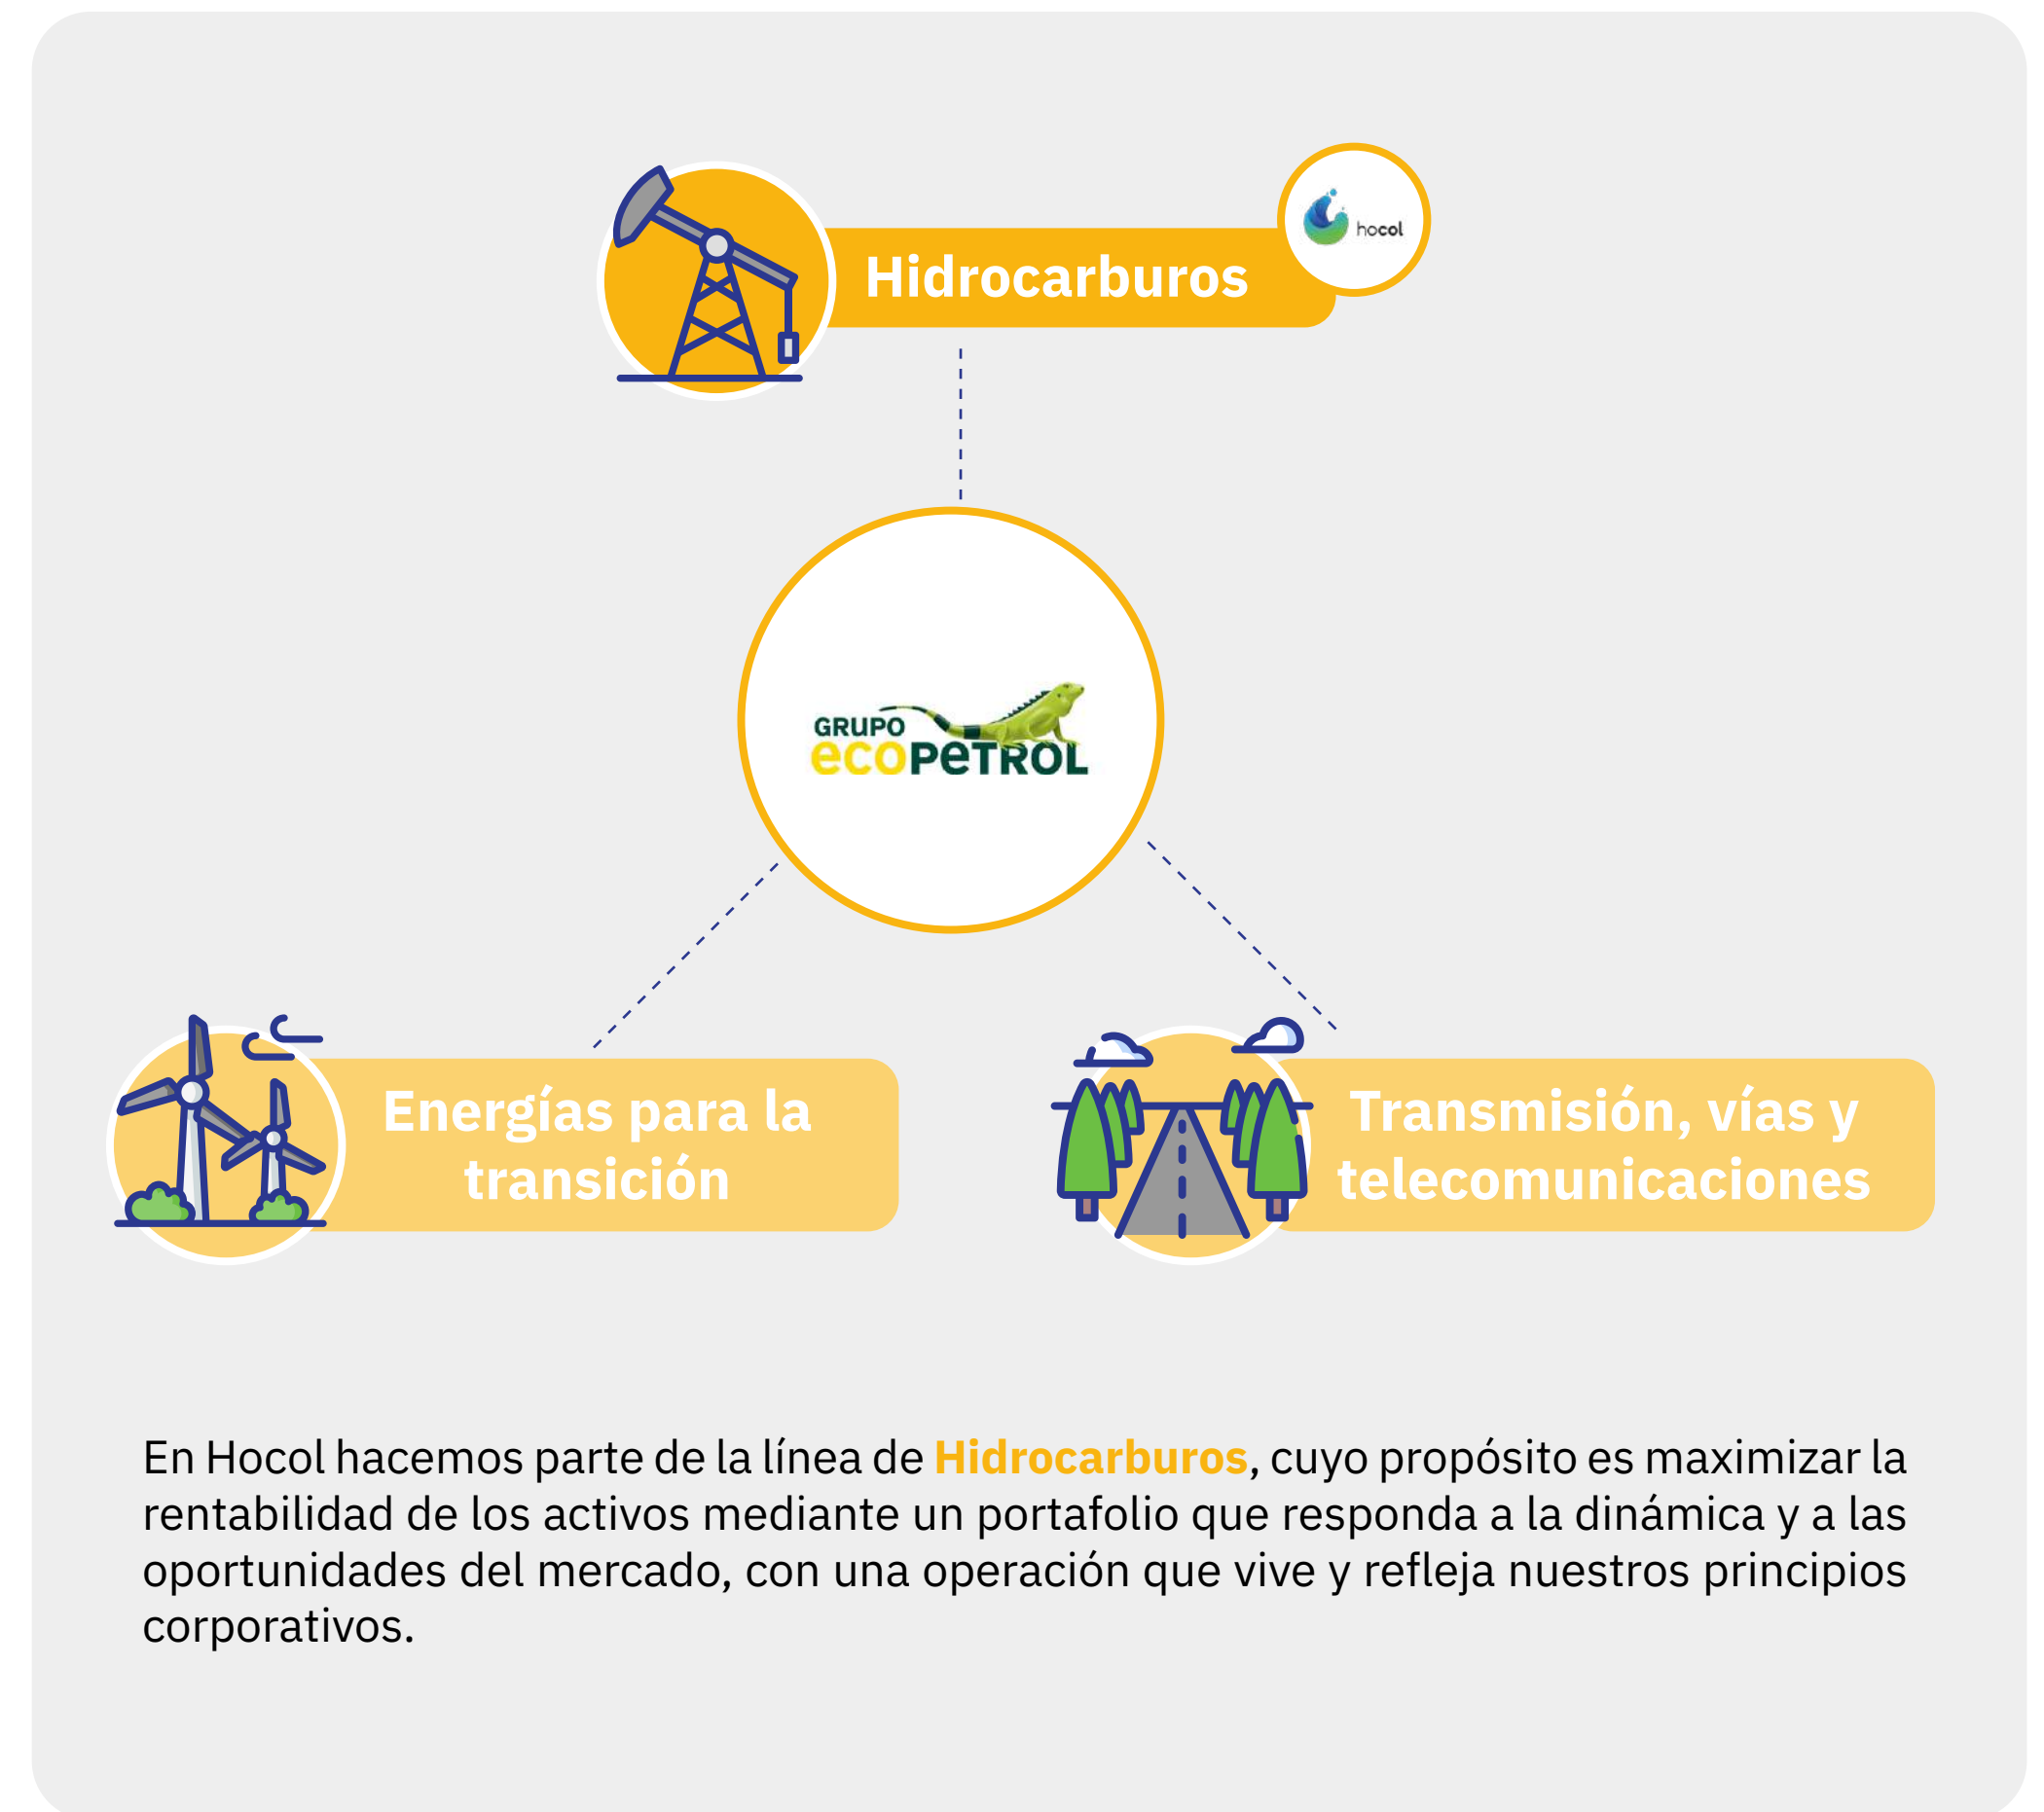 hocol
Hidrocarburos
GRUPO
ecopeTROL
Energías para la
transición
Transmisión, vías y
telecomunicaciones
En Hocol hacemos parte de la línea de Hidrocarburos, cuyo propósito es maximizar la
rentabilidad de los activos mediante un portafolio que responda a la dinámica y a las
oportunidades del mercado, con una operación que vive y refleja nuestros principios
corporativos.